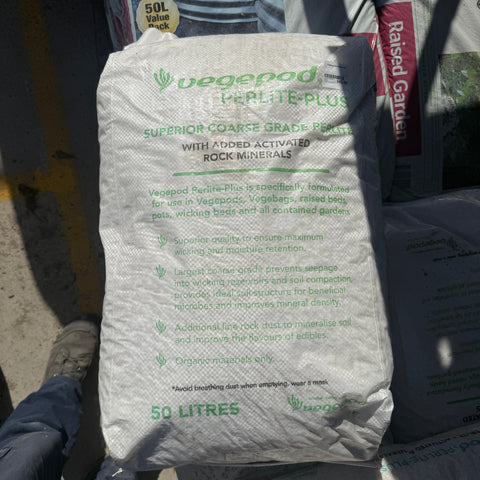 50L
Value
Pack
vegepod
PERLITE-PLUS
SUPERIOR COARSE GRADE PERLITE
WITH ADDED ACTIVATED
ROCK MINERALS
Vegepod Perlite-Plus is specifically formulated
for use in Vegepods, Vegebags, raised beds,
pots, wicking beds and all contained gardens
Superior quality to ensure maximum
wicking and moisture retention.
Largest coarse grade prevents seepage
into wicking reservoirs and soil compaction,
provides ideal soil structure for beneficial
microbes and improves mineral density.
Additional fine rock dust to mineralise soil
and improve the flavours of edibles.
Organic materials only.
*Avoid breathing dust when emptying, wear a mask
50 LITRES
vegepod
Raised Garden
vegepod
PERLITE-PLUS